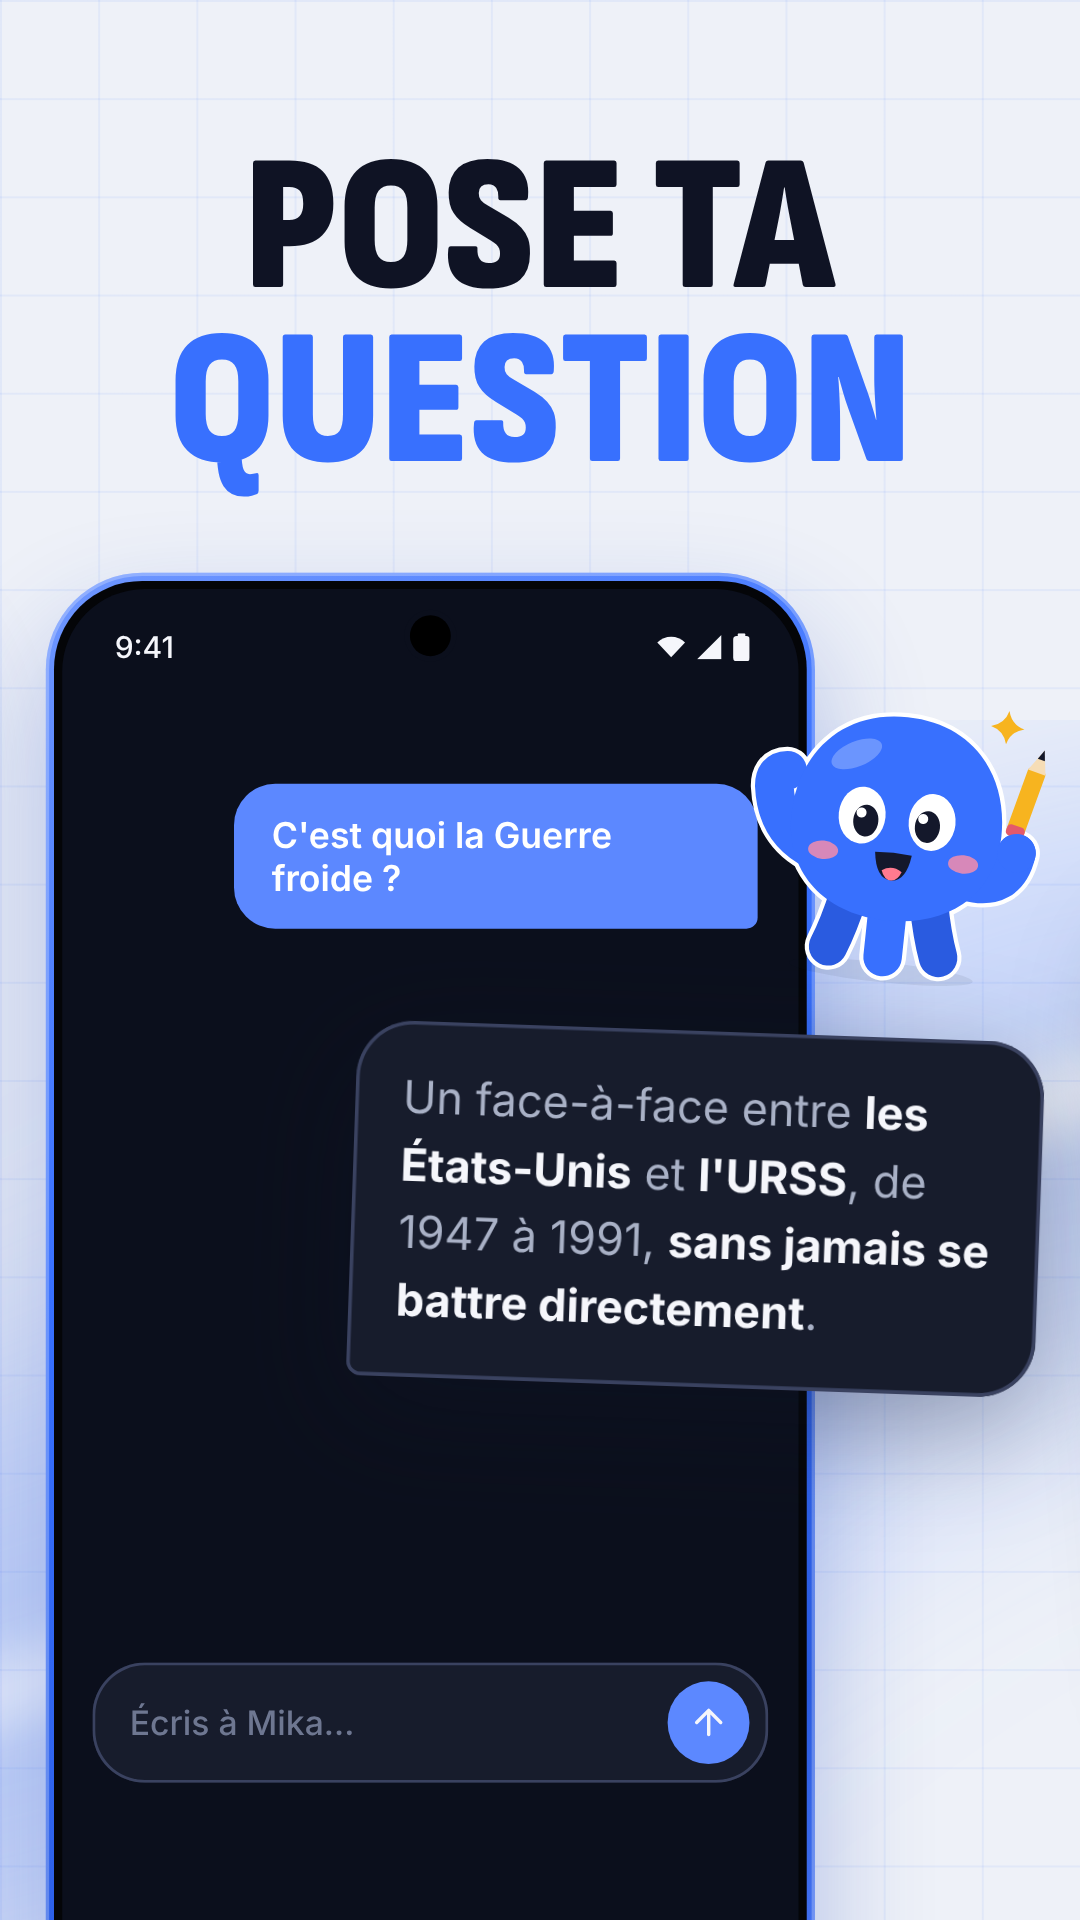 POSE TA
QUESTION
9:41
C'est quoi la Guerre
froide ?
Un face-à-face entre les
États-Unis et l'URSS, de
1947 à 1991, sans jamais se
battre directement.
Écris à Mika...